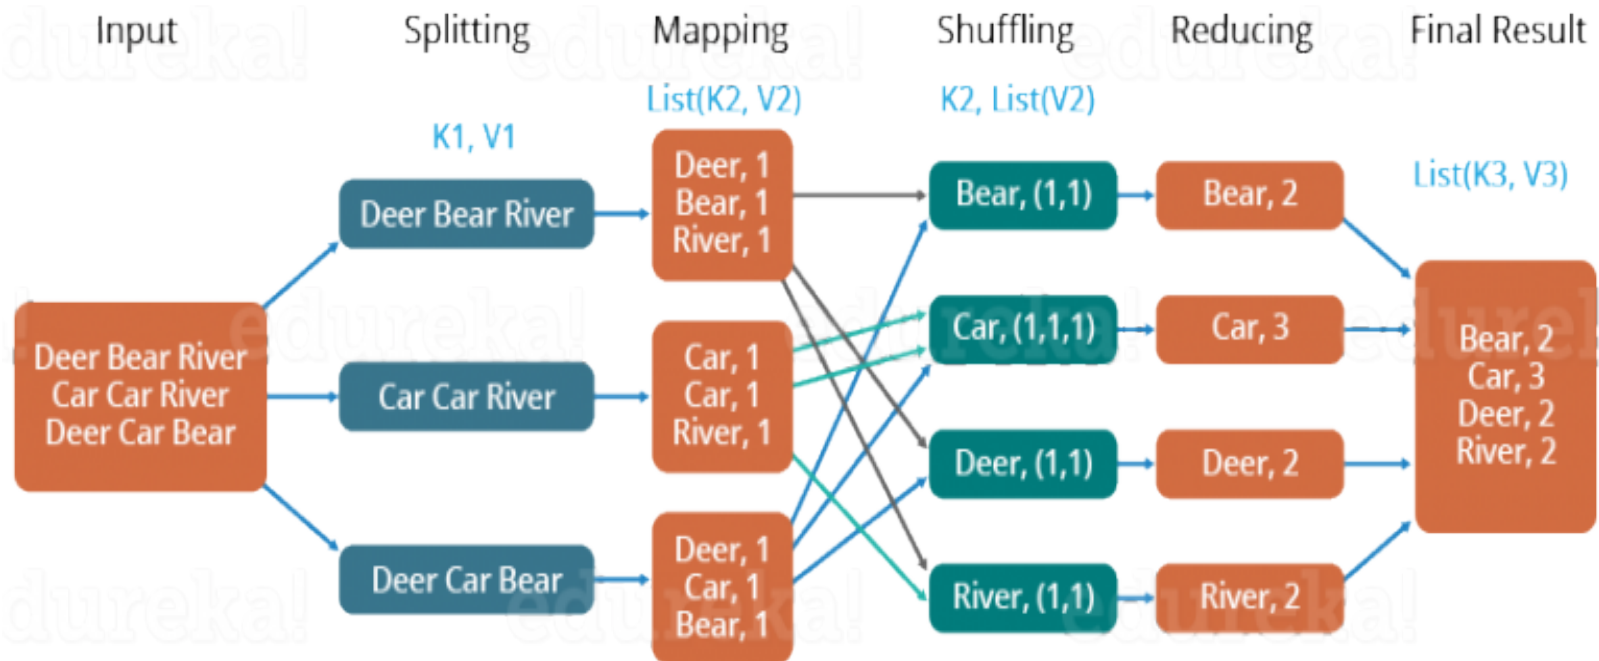 Input
Splitting
Mapping
Shuffling
Reducing
Final Result
K1, V1
List(K2, V2)
K2, List(V2)
List(K3, V3)
Deer Bear River
Car Car River
Deer Car Bear
Deer Bear River
Car Car River
Deer Car Bear
Deer, 1
Bear, 1
River, 1
Car, 1
Car, 1
River, 1
Deer, 1
Car, 1
Bear, 1
Bear, (1,1)
Car, (1,1,1)
Deer, (1,1)
River, (1,1)
Bear, 2
Car, 3
Deer, 2
River, 2
Bear, 2
Car, 3
Deer, 2
River, 2
edureka!